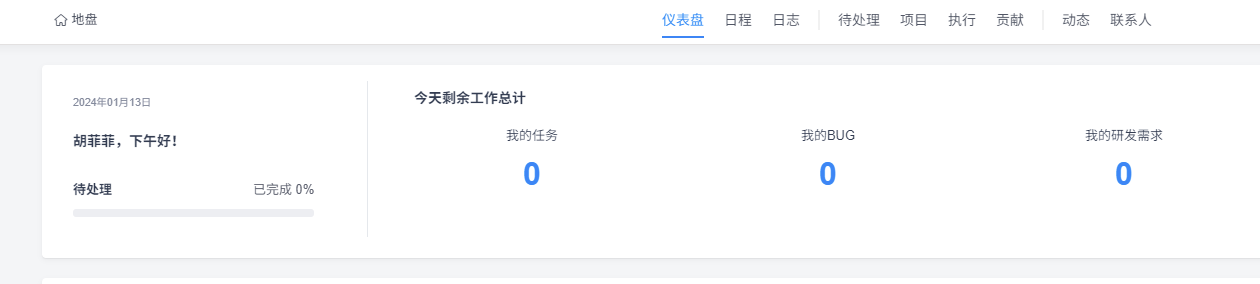 地盘 仪表盘 日程 日志 待处理 项目 执行 贡献 动态 联系人
2024年01月13日
胡菲菲，下午好！
待处理 已完成 0%
今天剩余工作总计
我的任务 我的BUG 我的研发需求
0 0 0